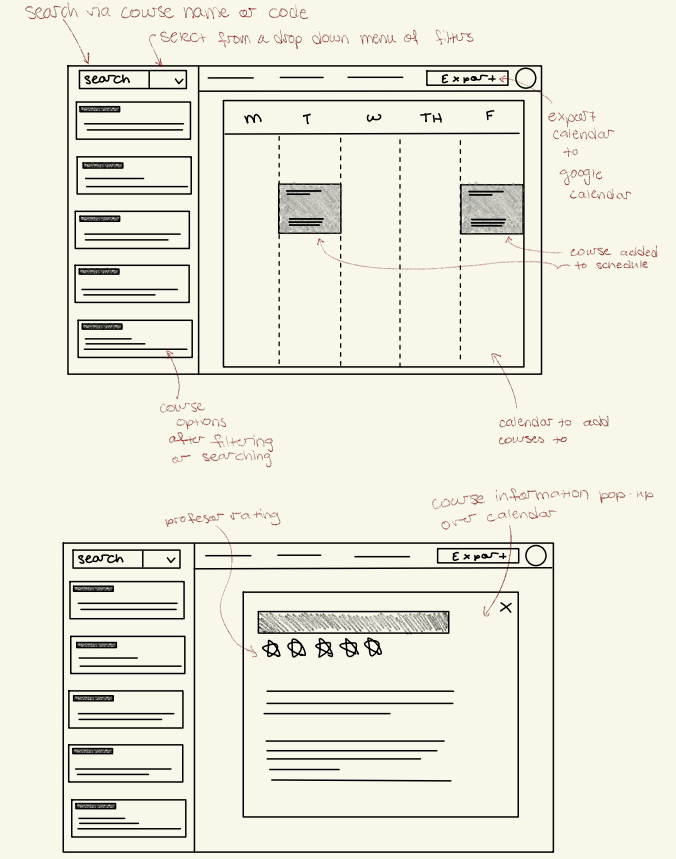 search via course name or code
select from a drop down menu of filters
search
Export
M T W TH F
export
calendar
to
google
calendar
course added
to schedule
course
options
after filtering
or searching
calendar to add
courses to
course information pop-up
over calendar
profesor rating
search
Export
X